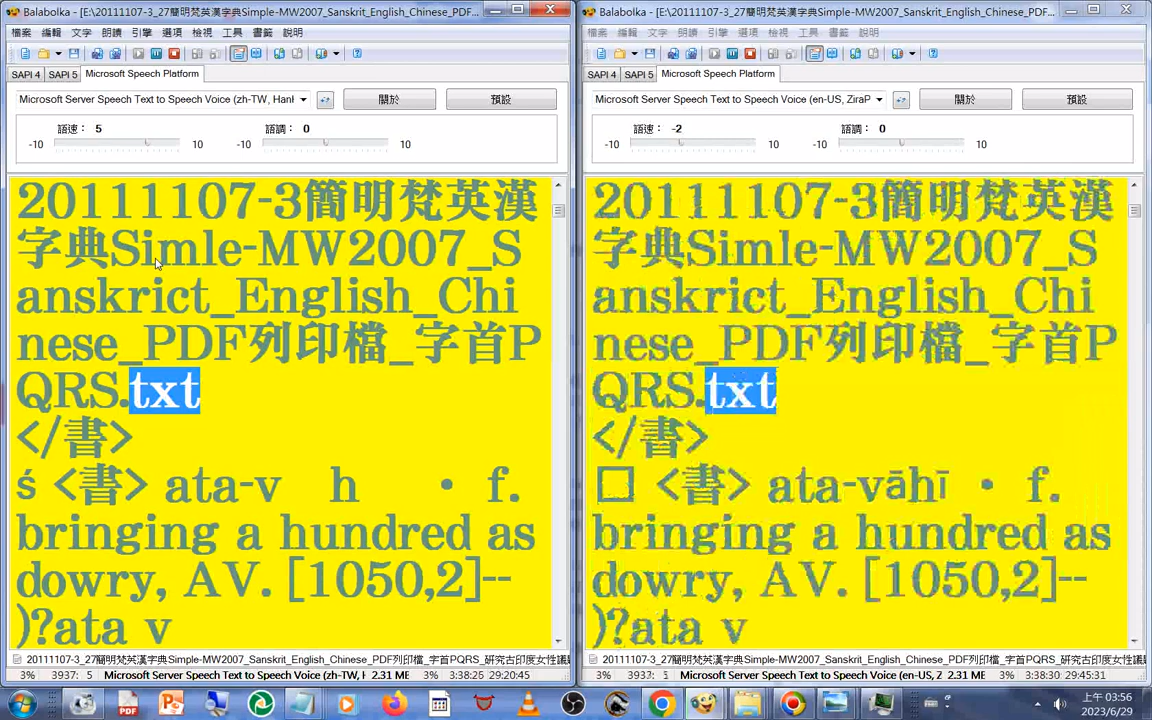 Balabolka - [E:\20111107-3_27簡明梵英漢字典Simple-MW2007_Sanskrit_English_Chinese_PDF...
檔案 編輯 文字 朗讀 引擎 選項 檢視 工具 書籤 說明
SAPI 4 SAPI 5 Microsoft Speech Platform
Microsoft Server Speech Text to Speech Voice (zh-TW, Hanl
關於
預設
語速： 5
語調： 0
-10 10 -10 10
20111107-3簡明梵英漢
字典Simle-MW2007_S
anskrict_English_Chi
nese_PDF列印檔_字首P
QRS.txt
</書>
ś <書> ata-v h • f.
bringing a hundred as
dowry, AV. [1050,2]--
)?ata v
20111107-3_27簡明梵英漢字典Simple-MW2007_Sanskrit_English_Chinese_PDF列印檔_字首PQRS_研究古印度女性議題
3% 3937: 5 Microsoft Server Speech Text to Speech Voice (zh-TW, H 2.31 ME 3% 3:38:26 29:20:45
Balabolka - [E:\20111107-3_27簡明梵英漢字典Simple-MW2007_Sanskrit_English_Chinese_PDF...
檔案 編輯 文字 朗讀 引擎 選項 檢視 工具 書籤 說明
SAPI 4 SAPI 5 Microsoft Speech Platform
Microsoft Server Speech Text to Speech Voice (en-US, ZiraP
關於
預設
語速： -2
語調： 0
-10 10 -10 10
20111107-3簡明梵英漢
字典Simle-MW2007_S
anskrict_English_Chi
nese_PDF列印檔_字首P
QRS.txt
</書>
□ <書> ata-vāhī • f.
bringing a hundred as
dowry, AV. [1050,2]--
)?ata v
20111107-3_27簡明梵英漢字典Simple-MW2007_Sanskrit_English_Chinese_PDF列印檔_字首PQRS_研究古印度女性議
3% 3937: 5 Microsoft Server Speech Text to Speech Voice (en-US, Z 2.31 ME 3% 3:38:30 29:45:31
PDF
上午 03:56
2023/6/29